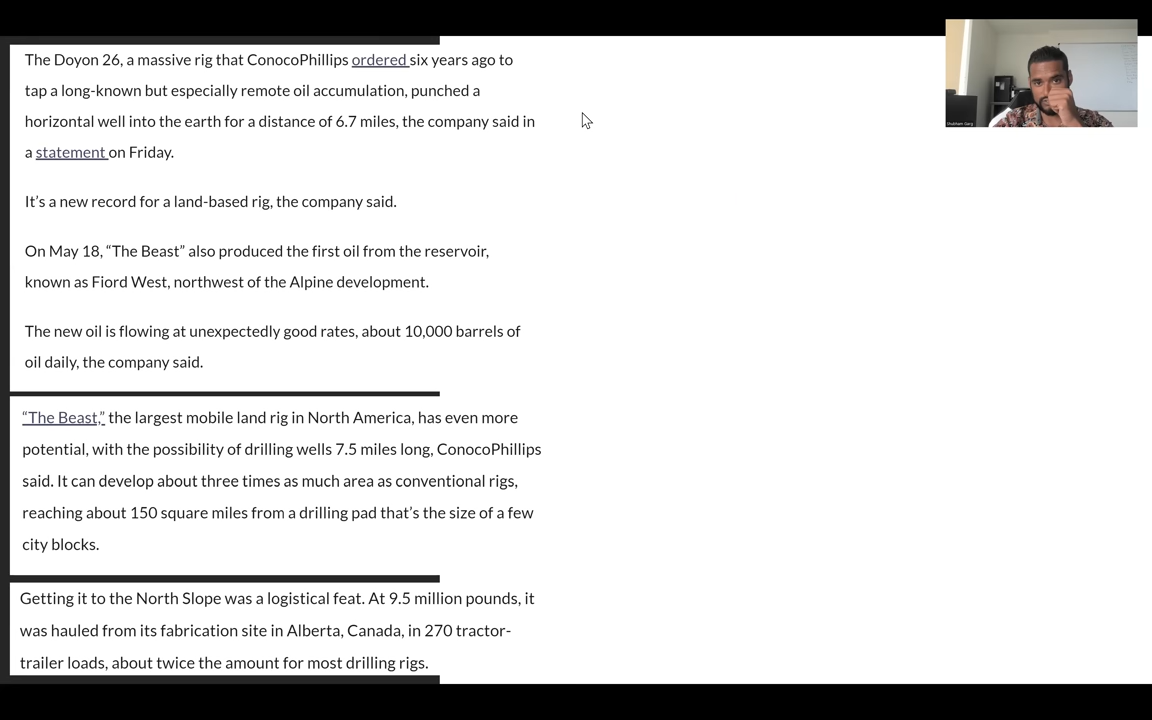 The Doyon 26, a massive rig that ConocoPhillips ordered six years ago to
tap a long-known but especially remote oil accumulation, punched a
horizontal well into the earth for a distance of 6.7 miles, the company said in
a statement on Friday.
It’s a new record for a land-based rig, the company said.
On May 18, “The Beast” also produced the first oil from the reservoir,
known as Fiord West, northwest of the Alpine development.
The new oil is flowing at unexpectedly good rates, about 10,000 barrels of
oil daily, the company said.
“The Beast,” the largest mobile land rig in North America, has even more
potential, with the possibility of drilling wells 7.5 miles long, ConocoPhillips
said. It can develop about three times as much area as conventional rigs,
reaching about 150 square miles from a drilling pad that’s the size of a few
city blocks.
Getting it to the North Slope was a logistical feat. At 9.5 million pounds, it
was hauled from its fabrication site in Alberta, Canada, in 270 tractor-
trailer loads, about twice the amount for most drilling rigs.
Shubham Garg